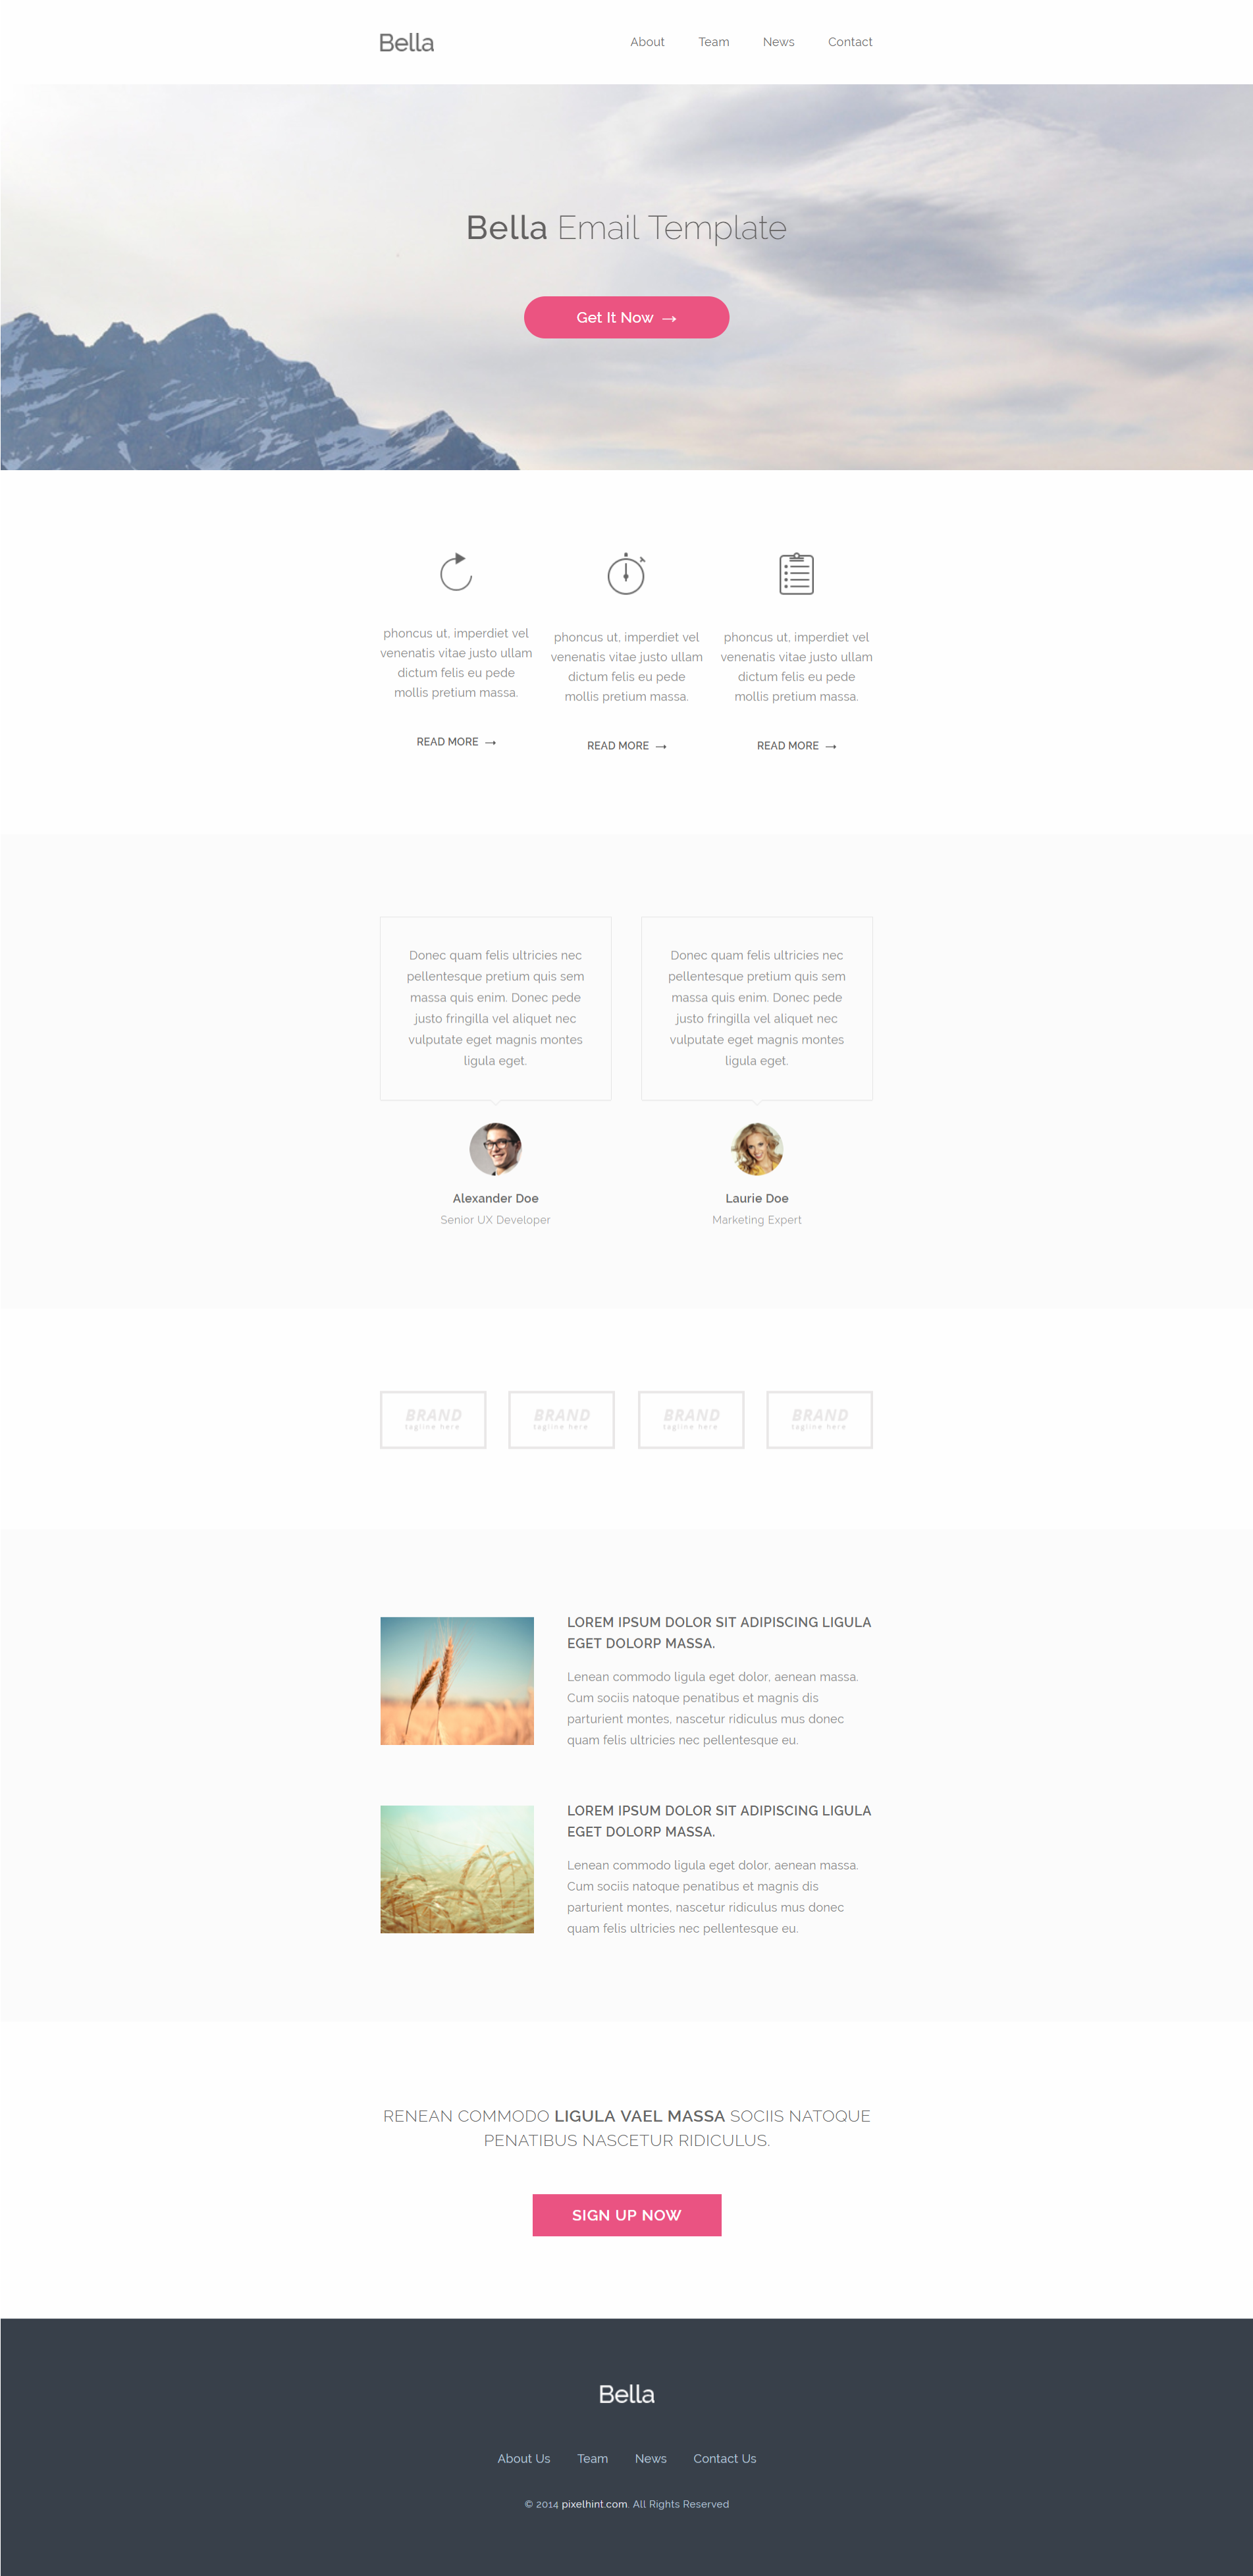 Bella
About Team News Contact
Bella Email Template
Get It Now →
phoncus ut, imperdiet vel
venenatis vitae justo ullam
dictum felis eu pede
mollis pretium massa.
READ MORE →
phoncus ut, imperdiet vel
venenatis vitae justo ullam
dictum felis eu pede
mollis pretium massa.
READ MORE →
phoncus ut, imperdiet vel
venenatis vitae justo ullam
dictum felis eu pede
mollis pretium massa.
READ MORE →
Donec quam felis ultricies nec
pellentesque pretium quis sem
massa quis enim. Donec pede
justo fringilla vel aliquet nec
vulputate eget magnis montes
ligula eget.
Alexander Doe
Senior UX Developer
Donec quam felis ultricies nec
pellentesque pretium quis sem
massa quis enim. Donec pede
justo fringilla vel aliquet nec
vulputate eget magnis montes
ligula eget.
Laurie Doe
Marketing Expert
BRAND
tagline here
BRAND
tagline here
BRAND
tagline here
BRAND
tagline here
LOREM IPSUM DOLOR SIT ADIPISCING LIGULA
EGET DOLORP MASSA.
Lenean commodo ligula eget dolor, aenean massa.
Cum sociis natoque penatibus et magnis dis
parturient montes, nascetur ridiculus mus donec
quam felis ultricies nec pellentesque eu.
LOREM IPSUM DOLOR SIT ADIPISCING LIGULA
EGET DOLORP MASSA.
Lenean commodo ligula eget dolor, aenean massa.
Cum sociis natoque penatibus et magnis dis
parturient montes, nascetur ridiculus mus donec
quam felis ultricies nec pellentesque eu.
RENEAN COMMODO LIGULA VAEL MASSA SOCIIS NATOQUE
PENATIBUS NASCETUR RIDICULUS.
SIGN UP NOW
Bella
About Us Team News Contact Us
© 2014 pixelhint.com. All Rights Reserved